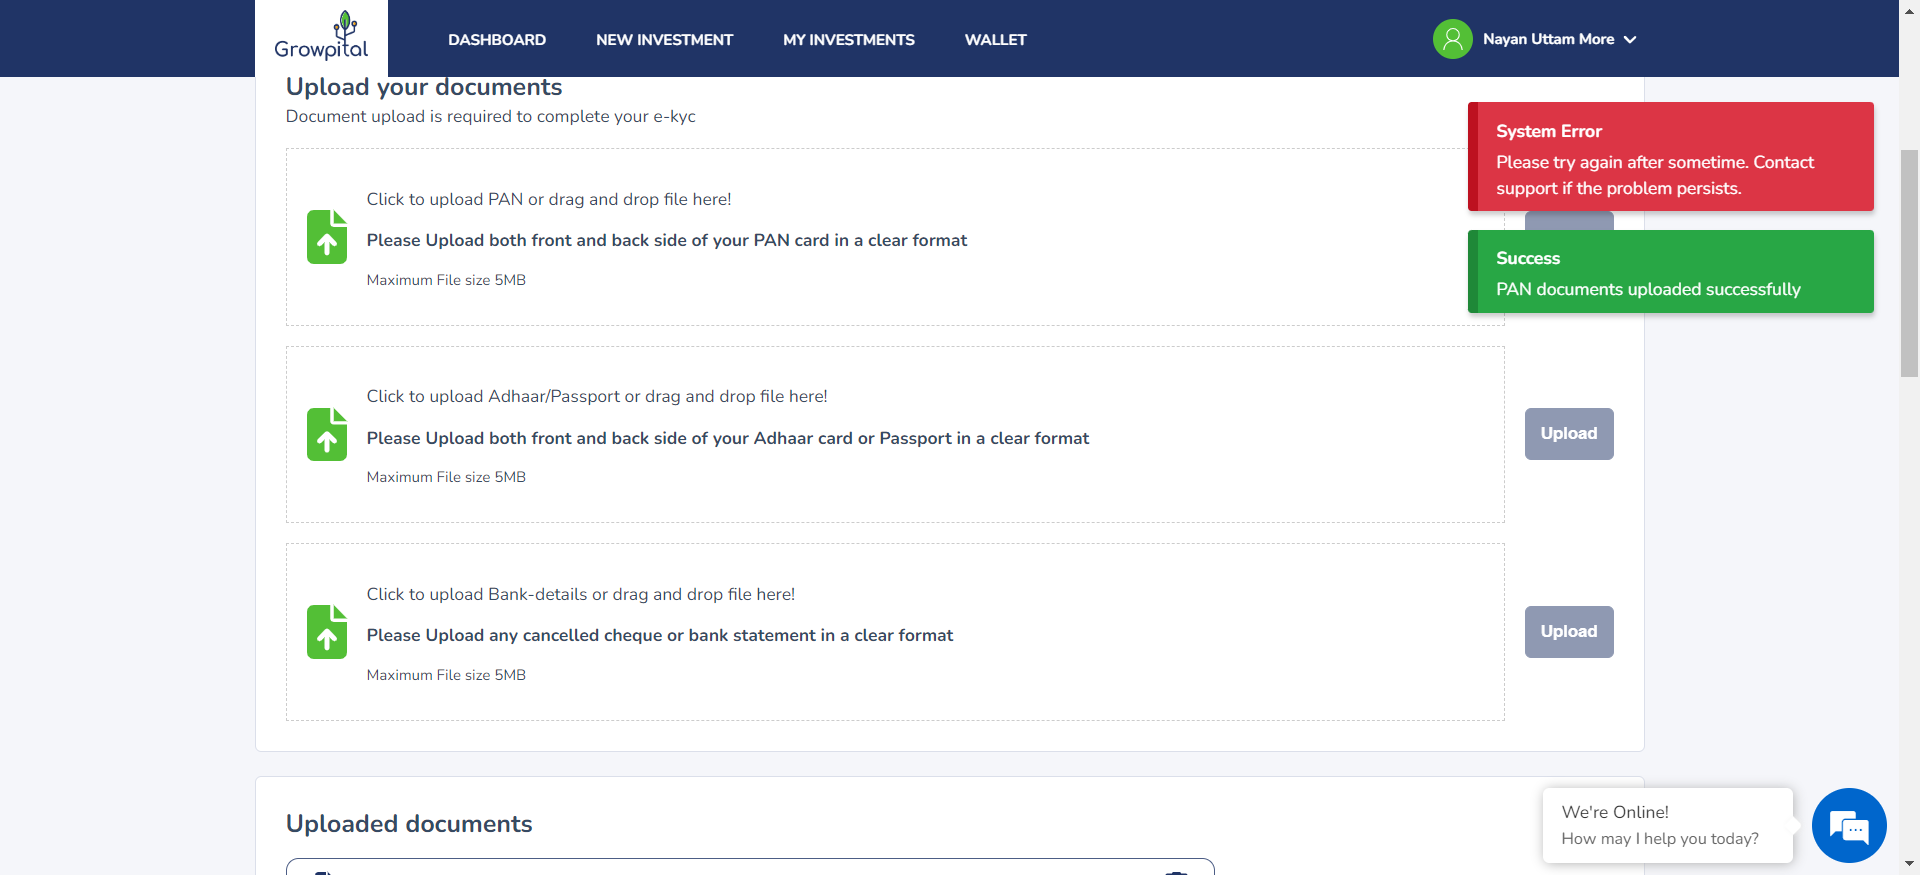 Growpital
DASHBOARD
NEW INVESTMENT
MY INVESTMENTS
WALLET
Nayan Uttam More
Upload your documents
Document upload is required to complete your e-kyc
System Error
Please try again after sometime. Contact
support if the problem persists.
Success
PAN documents uploaded successfully
Click to upload PAN or drag and drop file here!
Please Upload both front and back side of your PAN card in a clear format
Maximum File size 5MB
Click to upload Adhaar/Passport or drag and drop file here!
Please Upload both front and back side of your Adhaar card or Passport in a clear format
Maximum File size 5MB
Upload
Click to upload Bank-details or drag and drop file here!
Please Upload any cancelled cheque or bank statement in a clear format
Maximum File size 5MB
Upload
Uploaded documents
We're Online!
How may I help you today?